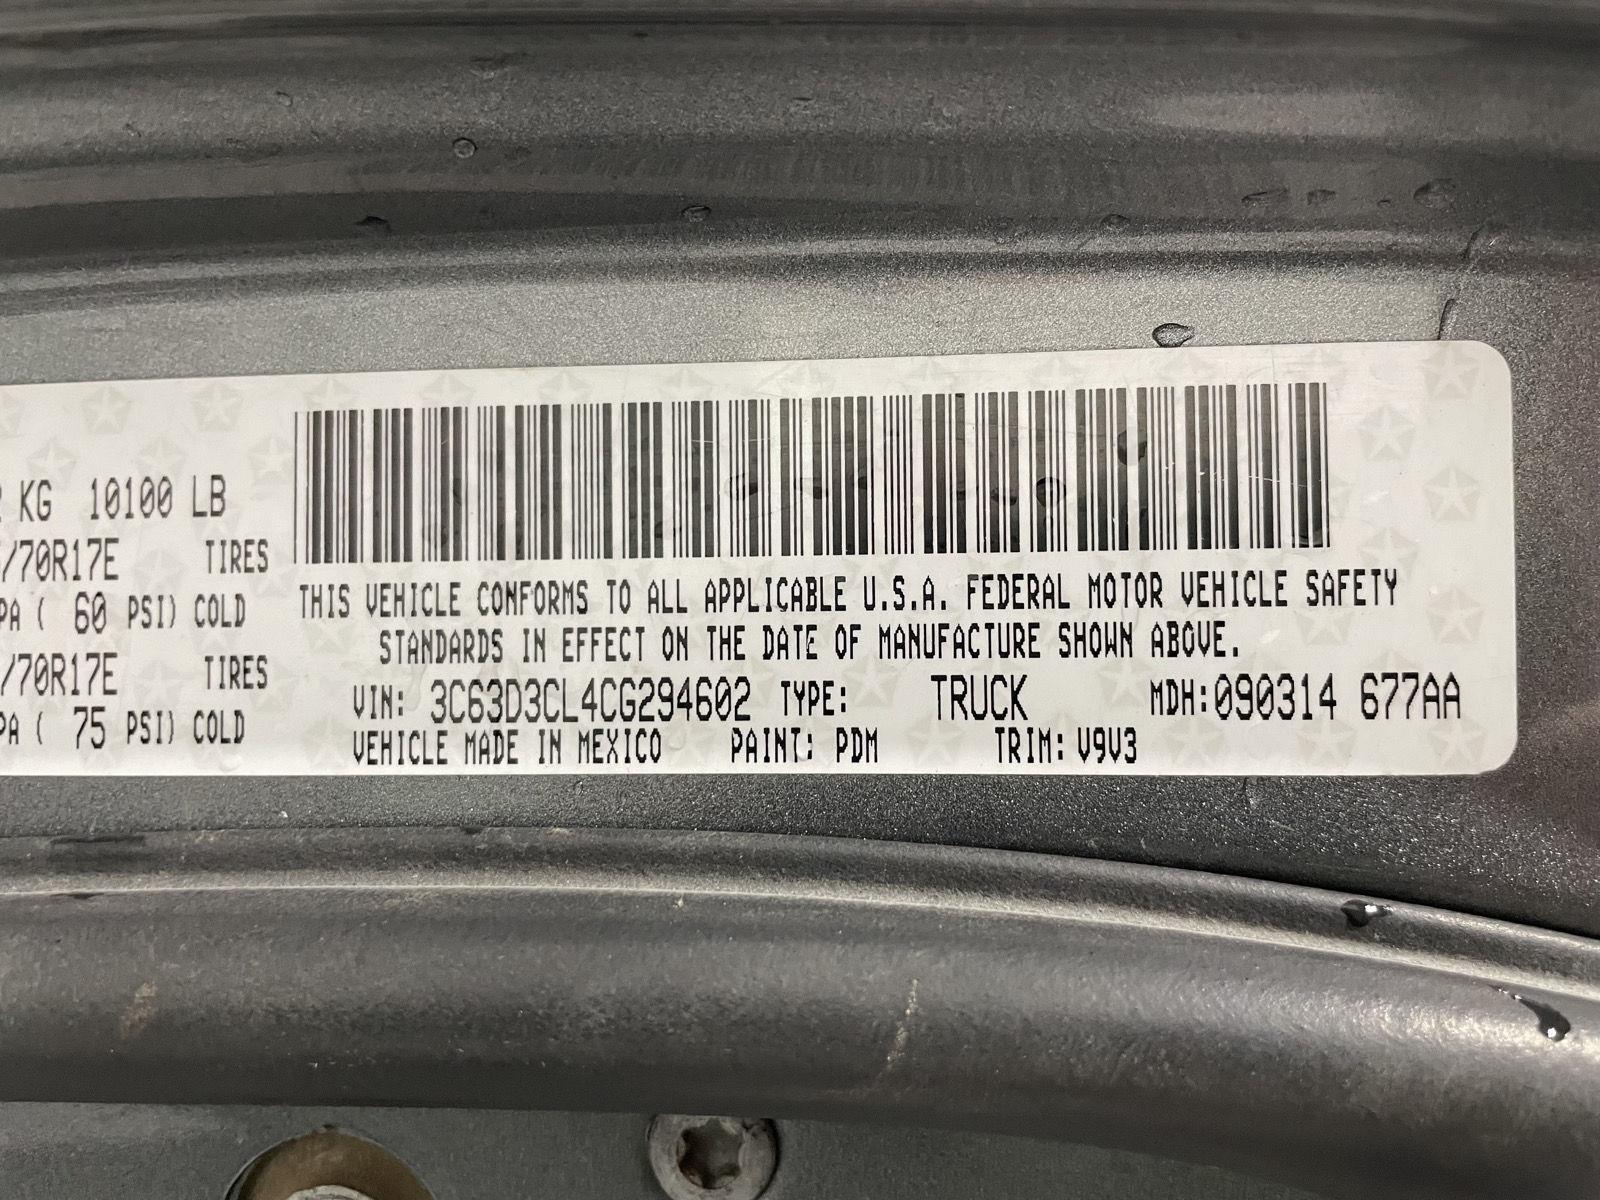 KG 10100 LB
/70R17E TIRES
PA ( 60 PSI) COLD
/70R17E TIRES
PA ( 75 PSI) COLD
THIS VEHICLE CONFORMS TO ALL APPLICABLE U.S.A. FEDERAL MOTOR VEHICLE SAFETY
STANDARDS IN EFFECT ON THE DATE OF MANUFACTURE SHOWN ABOVE.
VIN: 3C63D3CL4CG294602 TYPE: TRUCK MDH:090314 677AA
VEHICLE MADE IN MEXICO PAINT: PDM TRIM: V9V3